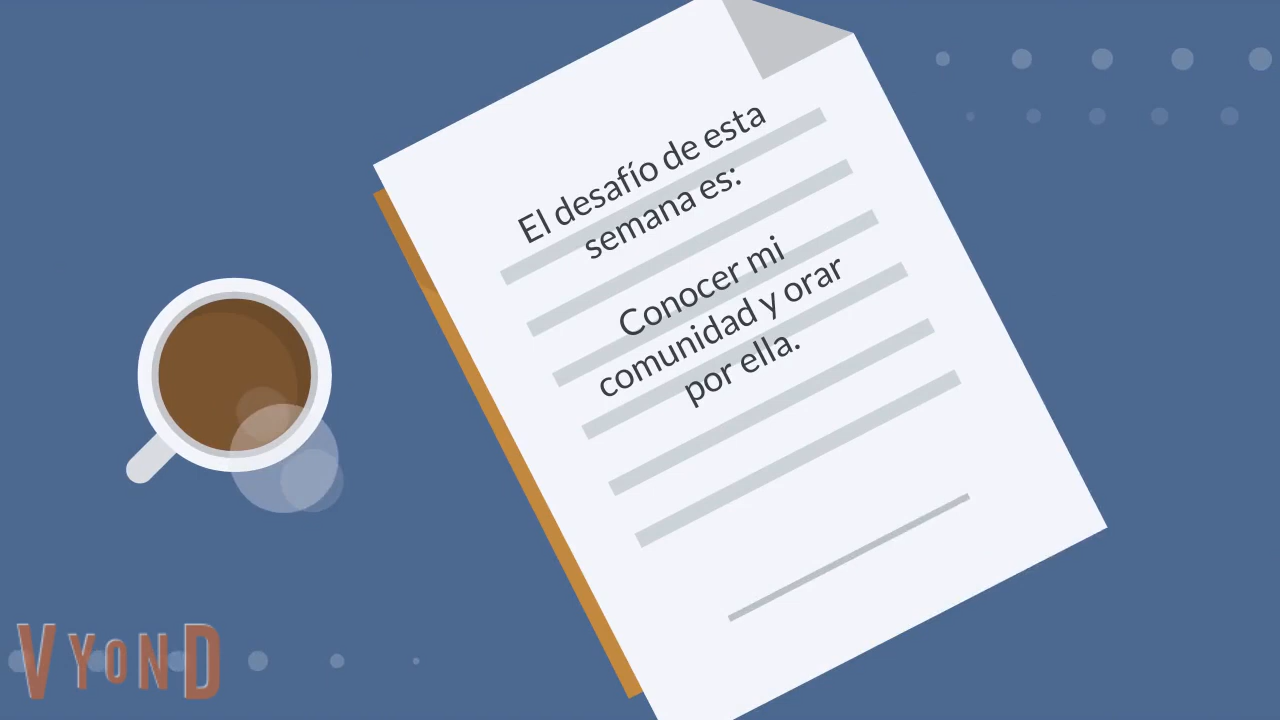 El desafío de esta
semana es:
Conocer mi
comunidad y orar
por ella.
VYOND